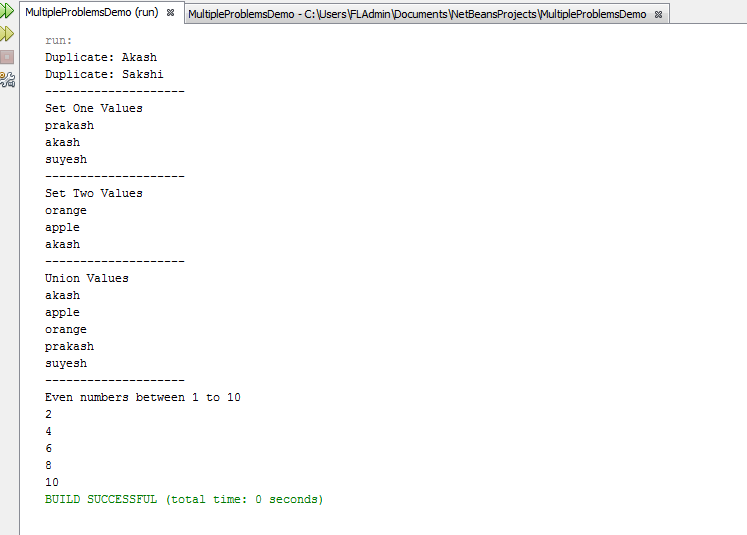 MultipleProblemsDemo (run) MultipleProblemsDemo - C:\Users\FLAdmin\Documents\NetBeansProjects\MultipleProblemsDemo
run:
Duplicate: Akash
Duplicate: Sakshi
--------------------
Set One Values
prakash
akash
suyesh
--------------------
Set Two Values
orange
apple
akash
--------------------
Union Values
akash
apple
orange
prakash
suyesh
--------------------
Even numbers between 1 to 10
2
4
6
8
10
BUILD SUCCESSFUL (total time: 0 seconds)